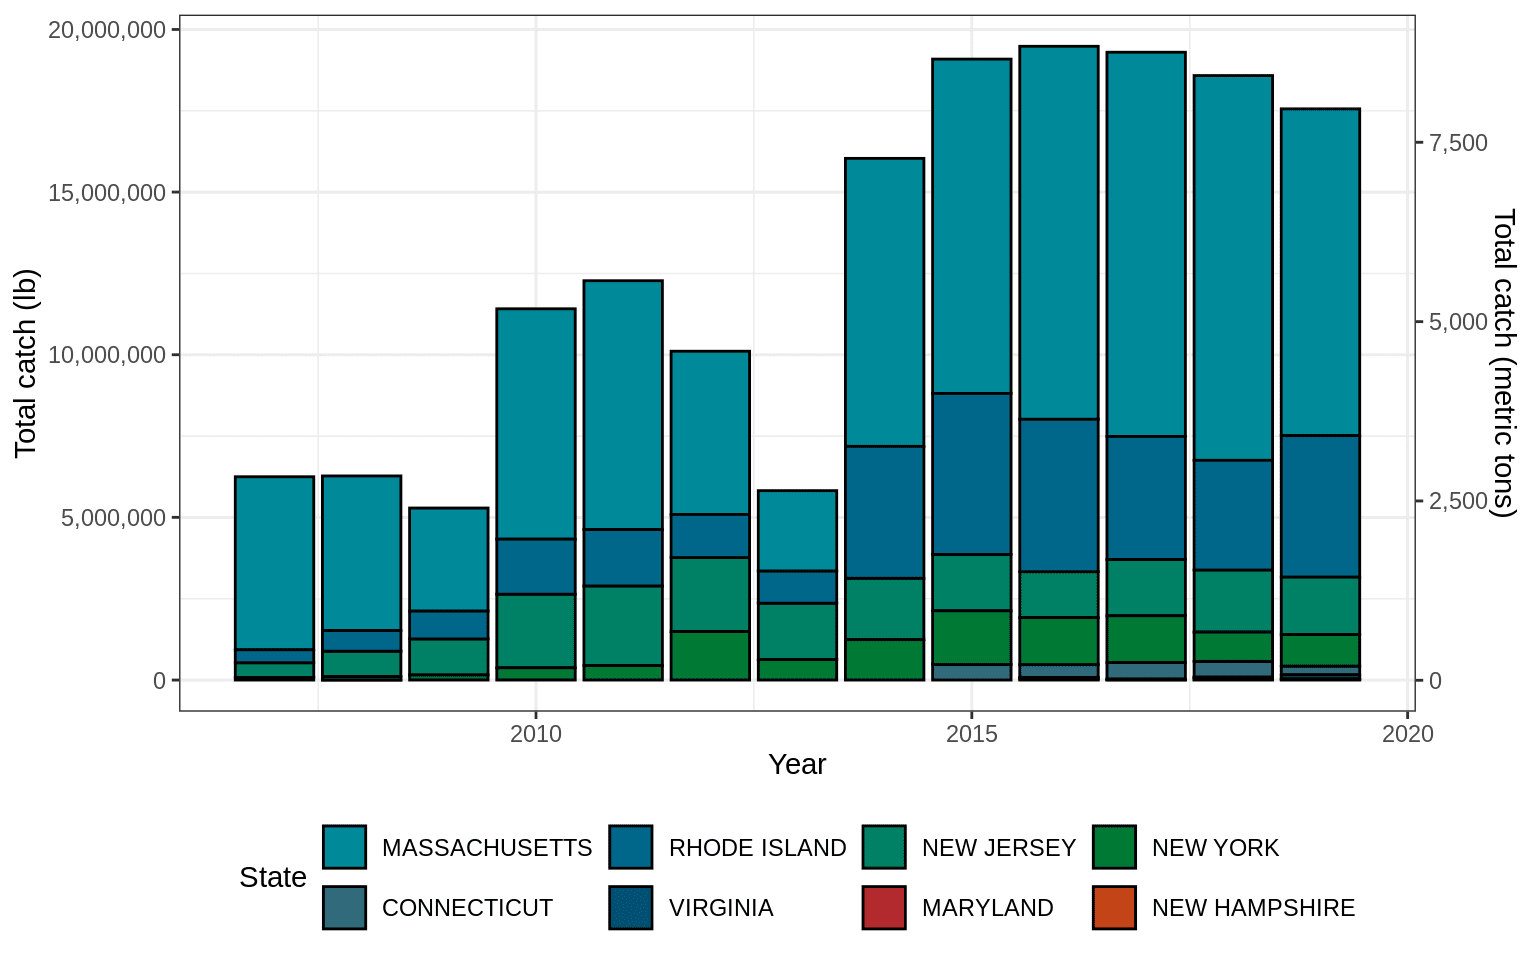 20,000,000
15,000,000
10,000,000
5,000,000
0
Total catch (lb)
7,500
5,000
2,500
0
Total catch (metric tons)
2010 2015 2020
Year
State
MASSACHUSETTS RHODE ISLAND NEW JERSEY NEW YORK
CONNECTICUT VIRGINIA MARYLAND NEW HAMPSHIRE